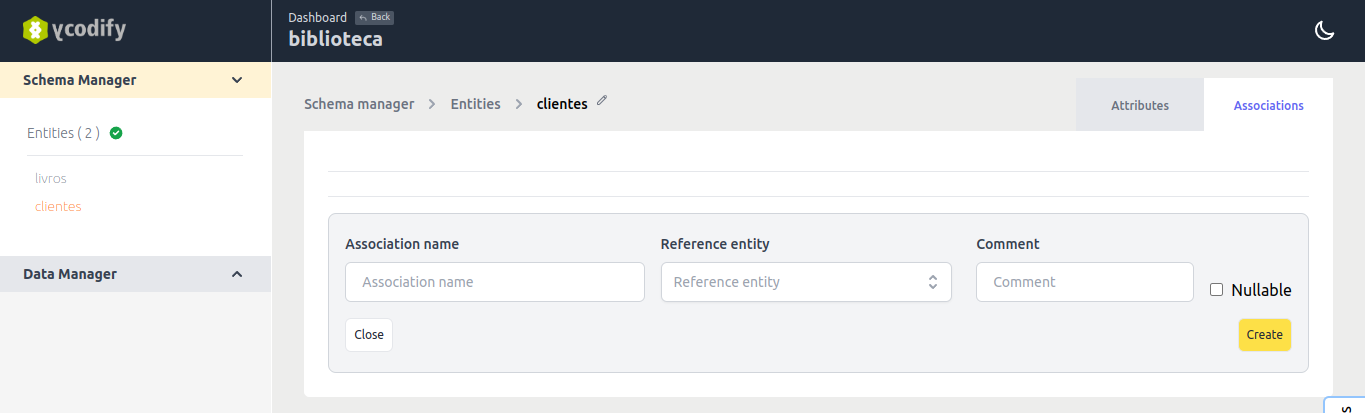 ycodify
Dashboard Back
biblioteca
Schema Manager
Entities ( 2 )
livros
clientes
Data Manager
Schema manager Entities clientes
Attributes Associations
Association name Reference entity Comment
Association name Reference entity Comment Nullable
Close Create